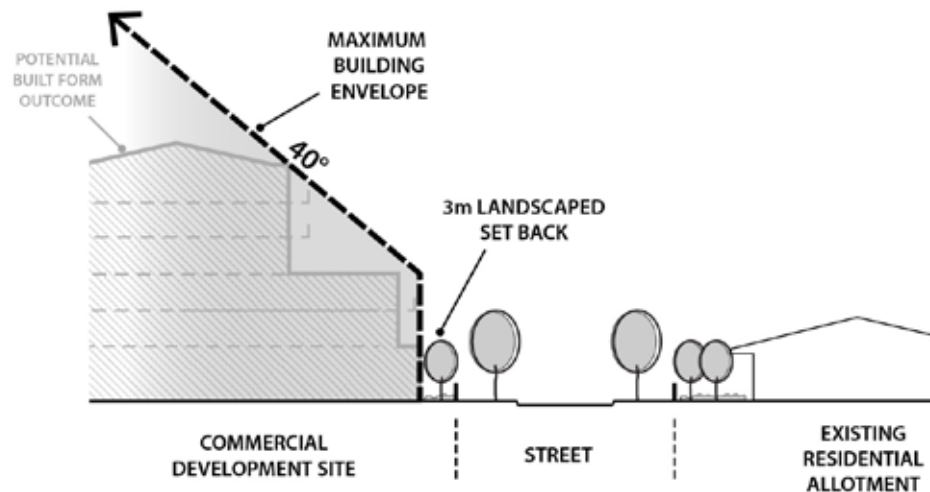 POTENTIAL
BUILT FORM
OUTCOME
MAXIMUM
BUILDING
ENVELOPE
40°
3m LANDSCAPED
SET BACK
COMMERCIAL
DEVELOPMENT SITE
STREET
EXISTING
RESIDENTIAL
ALLOTMENT